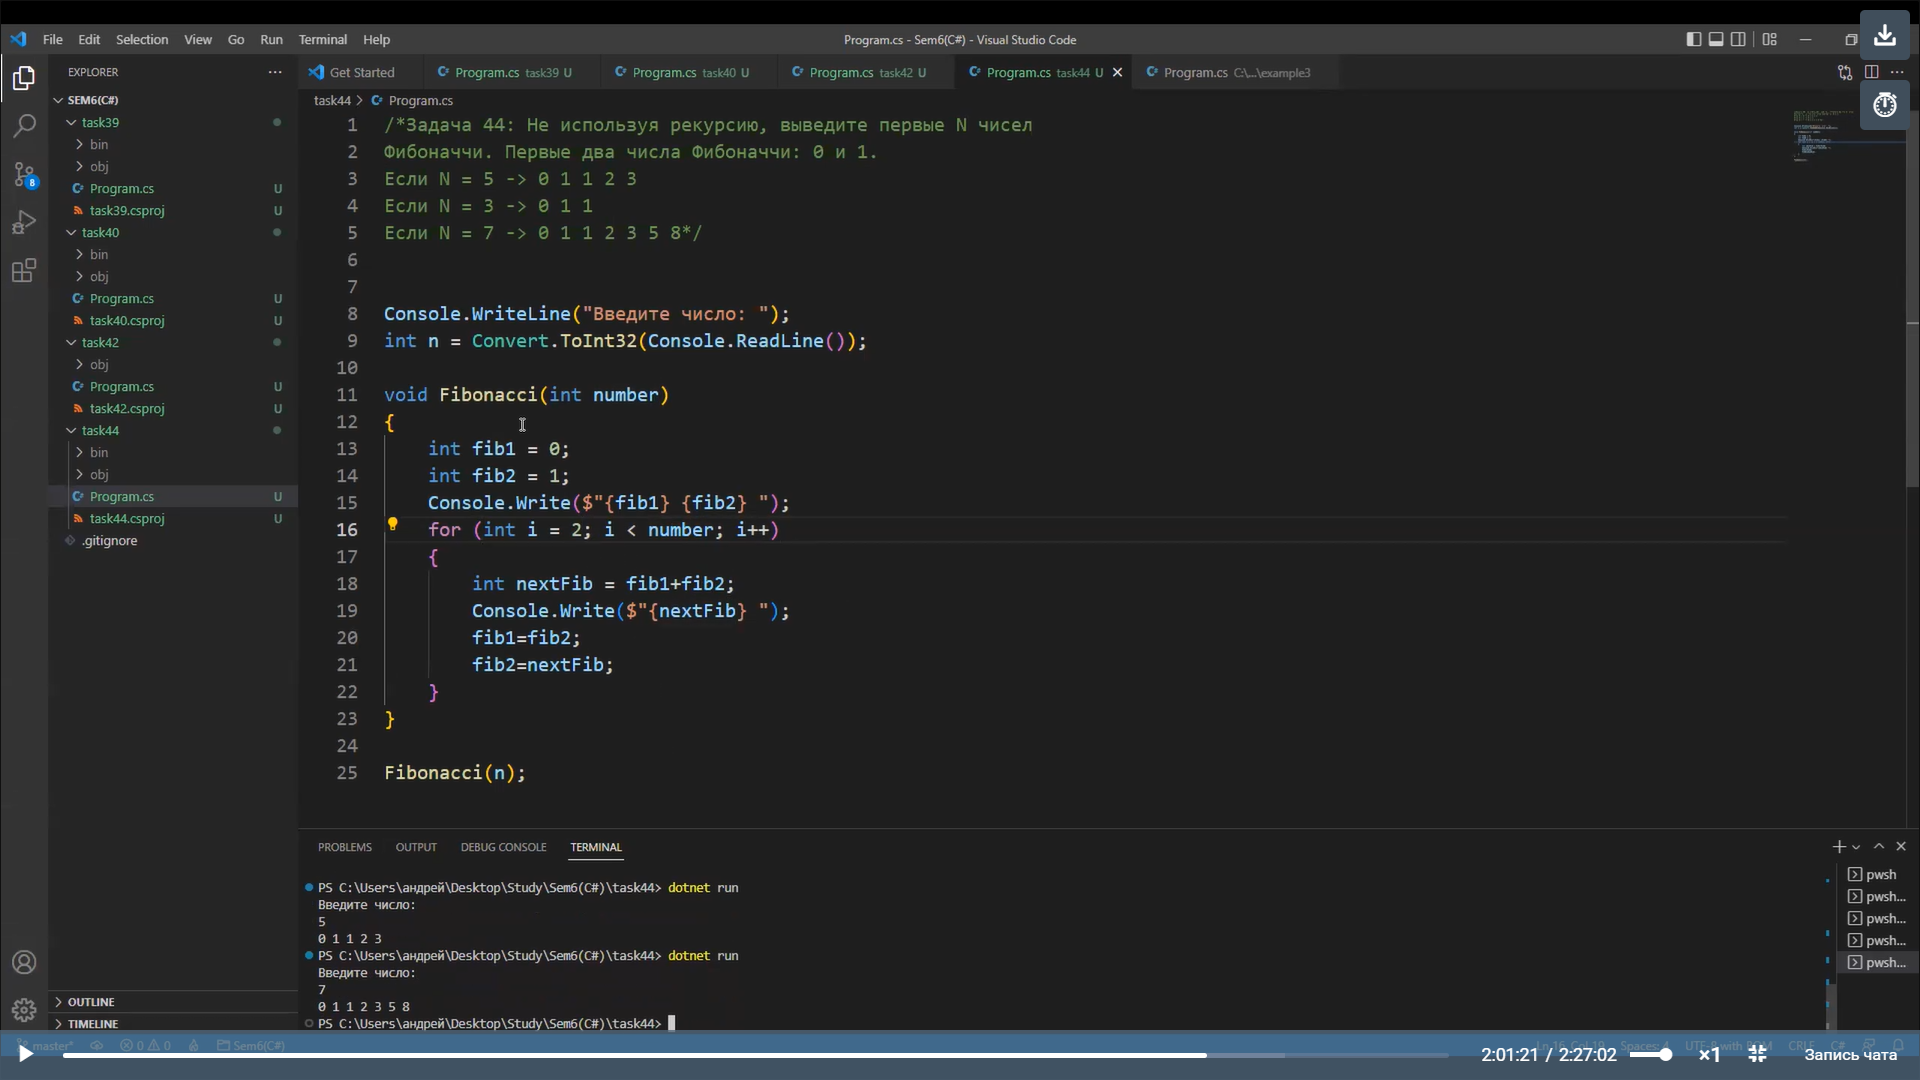 File Edit Selection View Go Run Terminal Help
Program.cs - Sem6(C#) - Visual Studio Code
EXPLORER
SEM6(C#)
task39
bin
obj
Program.cs U
task39.csproj U
task40
bin
obj
Program.cs U
task40.csproj U
task42
obj
Program.cs U
task42.csproj U
task44
bin
obj
Program.cs U
task44.csproj U
.gitignore
OUTLINE
TIMELINE
Get Started
Program.cs task39 U
Program.cs task40 U
Program.cs task42 U
Program.cs task44 U
Program.cs C:\...\example3
task44 > Program.cs
1 /*Задача 44: Не используя рекурсию, выведите первые N чисел
2 Фибоначчи. Первые два числа Фибоначчи: 0 и 1.
3 Если N = 5 -> 0 1 1 2 3
4 Если N = 3 -> 0 1 1
5 Если N = 7 -> 0 1 1 2 3 5 8*/
6
7
8 Console.WriteLine("Введите число: ");
9 int n = Convert.ToInt32(Console.ReadLine());
10
11 void Fibonacci(int number)
12 {
13 int fib1 = 0;
14 int fib2 = 1;
15 Console.Write($"{fib1} {fib2} ");
16 for (int i = 2; i < number; i++)
17 {
18 int nextFib = fib1+fib2;
19 Console.Write($"{nextFib} ");
20 fib1=fib2;
21 fib2=nextFib;
22 }
23 }
24
25 Fibonacci(n);
PROBLEMS OUTPUT DEBUG CONSOLE TERMINAL
PS C:\Users\андрей\Desktop\Study\Sem6(C#)\task44> dotnet run
Введите число:
5
0 1 1 2 3
PS C:\Users\андрей\Desktop\Study\Sem6(C#)\task44> dotnet run
Введите число:
7
0 1 1 2 3 5 8
PS C:\Users\андрей\Desktop\Study\Sem6(C#)\task44>
pwsh
pwsh...
pwsh...
pwsh...
pwsh...
master* 0 0 Sem6(C#)
Spaces: 4 CRLF C#
2:01:21 / 2:27:02 ×1 Запись чата